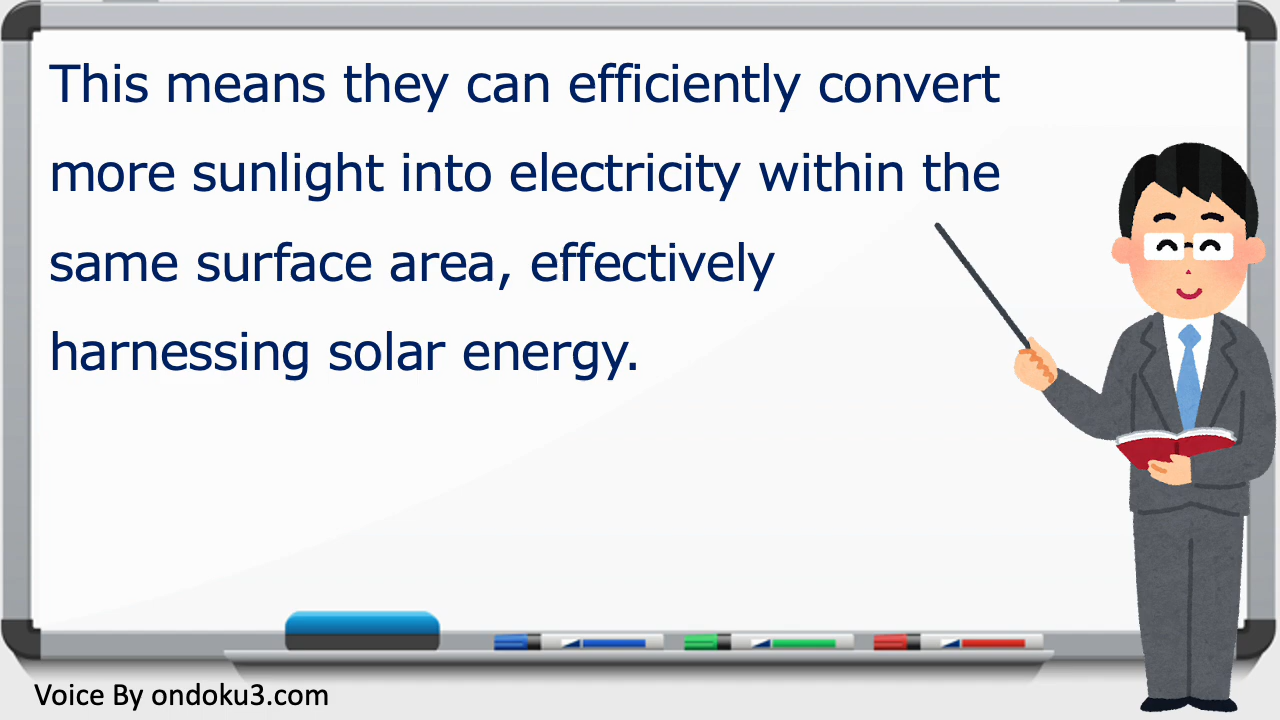 This means they can efficiently convert
more sunlight into electricity within the
same surface area, effectively
harnessing solar energy.
Voice By ondoku3.com